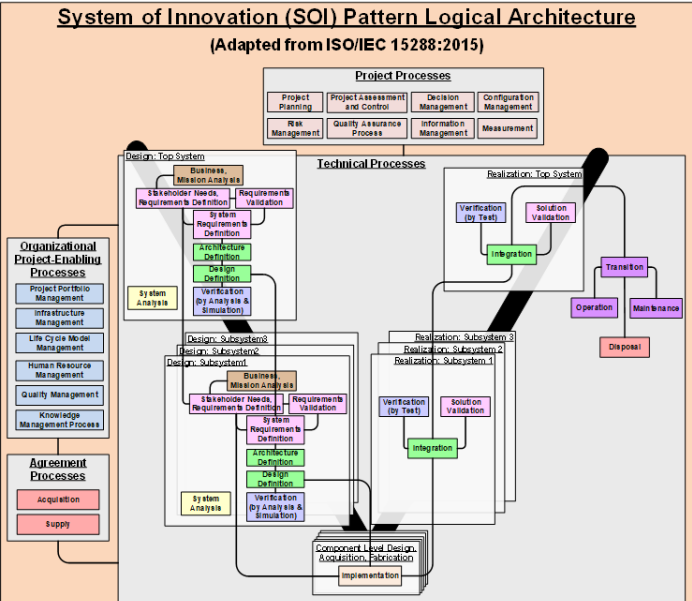 System of Innovation (SOI) Pattern Logical Architecture
(Adapted from ISO/IEC 15288:2015)
Project Processes
Project
Planning
Project Assessment
and Control
Decision
Management
Configuration
Management
Risk
Management
Quality Assurance
Process
Information
Management
Measurement
Technical Processes
Design: Top System
Business,
Mission Analysis
Stakeholder Needs,
Requirements Definition
Requirements
Validation
System
Requirements
Definition
Architecture
Definition
Design
Definition
System
Analysis
Verification
(by Analysis &
Simulation)
Realization: Top System
Verification
(by Test)
Solution
Validation
Integration
Transition
Operation
Maintenance
Disposal
Organizational
Project-Enabling
Processes
Project Portfolio
Management
Infrastructure
Management
Life Cycle Model
Management
Human Resource
Management
Quality Management
Knowledge
Management Process
Agreement
Processes
Acquisition
Supply
Design: Subsystem3
Design: Subsystem2
Design: Subsystem1
Business,
Mission Analysis
Stakeholder Needs,
Requirements Definition
Requirements
Validation
System
Requirements
Definition
Architecture
Definition
Design
Definition
System
Analysis
Verification
(by Analysis &
Simulation)
Realization: Subsystem 3
Realization: Subsystem 2
Realization: Subsystem 1
Verification
(by Test)
Solution
Validation
Integration
Component Level Design,
Acquisition, Fabrication
Implementation